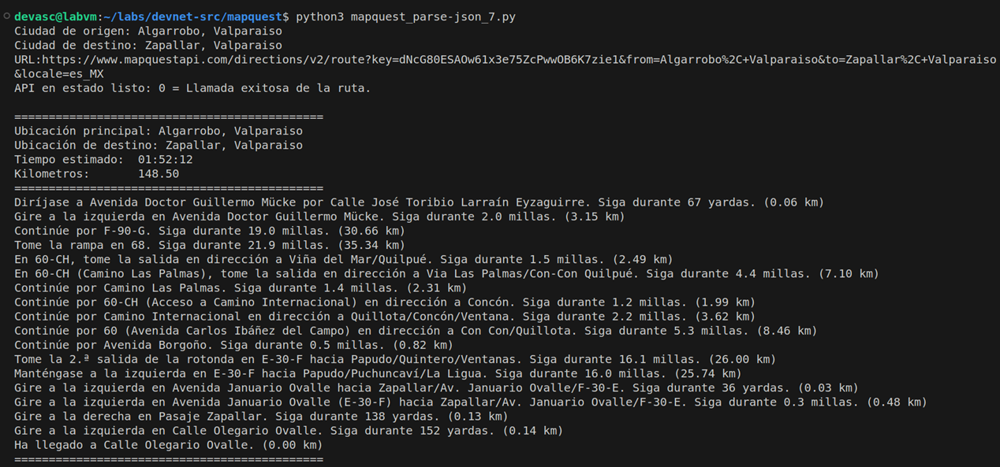 devasc@labvm:~/labs/devnet-src/mapquest$ python3 mapquest_parse-json_7.py
Ciudad de origen: Algarrobo, Valparaiso
Ciudad de destino: Zapallar, Valparaiso
URL:https://www.mapquestapi.com/directions/v2/route?key=dNcG80ESAOw61x3e75ZcPwwOB6K7zie1&from=Algarrobo%2C+Valparaiso&to=Zapallar%2C+Valparaiso
&locale=es_MX
API en estado listo: 0 = Llamada exitosa de la ruta.
=============================================
Ubicación principal: Algarrobo, Valparaiso
Ubicación de destino: Zapallar, Valparaiso
Tiempo estimado:  01:52:12
Kilometros:       148.50
=============================================
Diríjase a Avenida Doctor Guillermo Mücke por Calle José Toribio Larraín Eyzaguirre. Siga durante 67 yardas. (0.06 km)
Gire a la izquierda en Avenida Doctor Guillermo Mücke. Siga durante 2.0 millas. (3.15 km)
Continúe por F-90-G. Siga durante 19.0 millas. (30.66 km)
Tome la rampa en 68. Siga durante 21.9 millas. (35.34 km)
En 60-CH, tome la salida en dirección a Viña del Mar/Quilpué. Siga durante 1.5 millas. (2.49 km)
En 60-CH (Camino Las Palmas), tome la salida en dirección a Via Las Palmas/Con-Con Quilpué. Siga durante 4.4 millas. (7.10 km)
Continúe por Camino Las Palmas. Siga durante 1.4 millas. (2.31 km)
Continúe por 60-CH (Acceso a Camino Internacional) en dirección a Concón. Siga durante 1.2 millas. (1.99 km)
Continúe por Camino Internacional en dirección a Quillota/Concón/Ventana. Siga durante 2.2 millas. (3.62 km)
Continúe por 60 (Avenida Carlos Ibáñez del Campo) en dirección a Con Con/Quillota. Siga durante 5.3 millas. (8.46 km)
Continúe por Avenida Borgoño. Siga durante 0.5 millas. (0.82 km)
Tome la 2.ª salida de la rotonda en E-30-F hacia Papudo/Quintero/Ventanas. Siga durante 16.1 millas. (26.00 km)
Manténgase a la izquierda en E-30-F hacia Papudo/Puchuncaví/La Ligua. Siga durante 16.0 millas. (25.74 km)
Gire a la izquierda en Avenida Januario Ovalle hacia Zapallar/Av. Januario Ovalle/F-30-E. Siga durante 36 yardas. (0.03 km)
Gire a la izquierda en Avenida Januario Ovalle (E-30-F) hacia Zapallar/Av. Januario Ovalle/F-30-E. Siga durante 0.3 millas. (0.48 km)
Gire a la derecha en Pasaje Zapallar. Siga durante 138 yardas. (0.13 km)
Gire a la izquierda en Calle Olegario Ovalle. Siga durante 152 yardas. (0.14 km)
Ha llegado a Calle Olegario Ovalle. (0.00 km)
=============================================